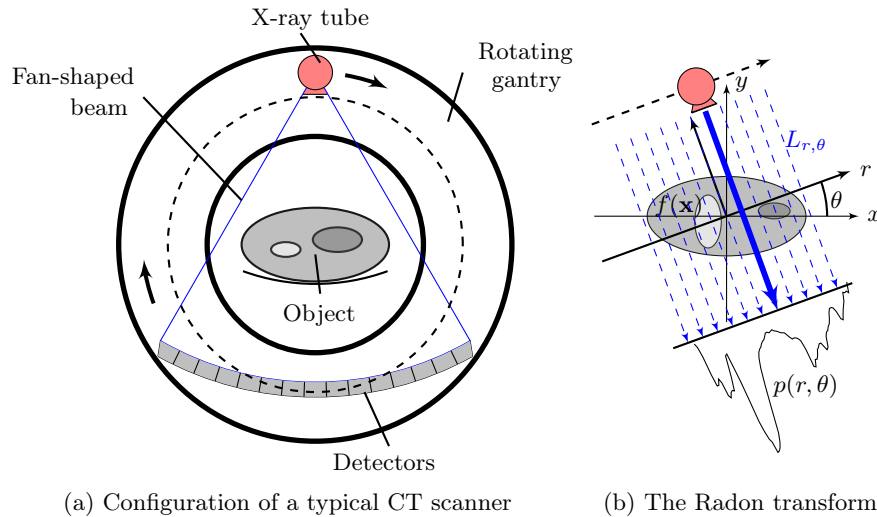 X-ray tube
Fan-shaped
beam
Rotating
gantry
Object
Detectors
(a) Configuration of a typical CT scanner
y
L_{r,θ}
r
f(x)
θ
x
p(r, θ)
(b) The Radon transform